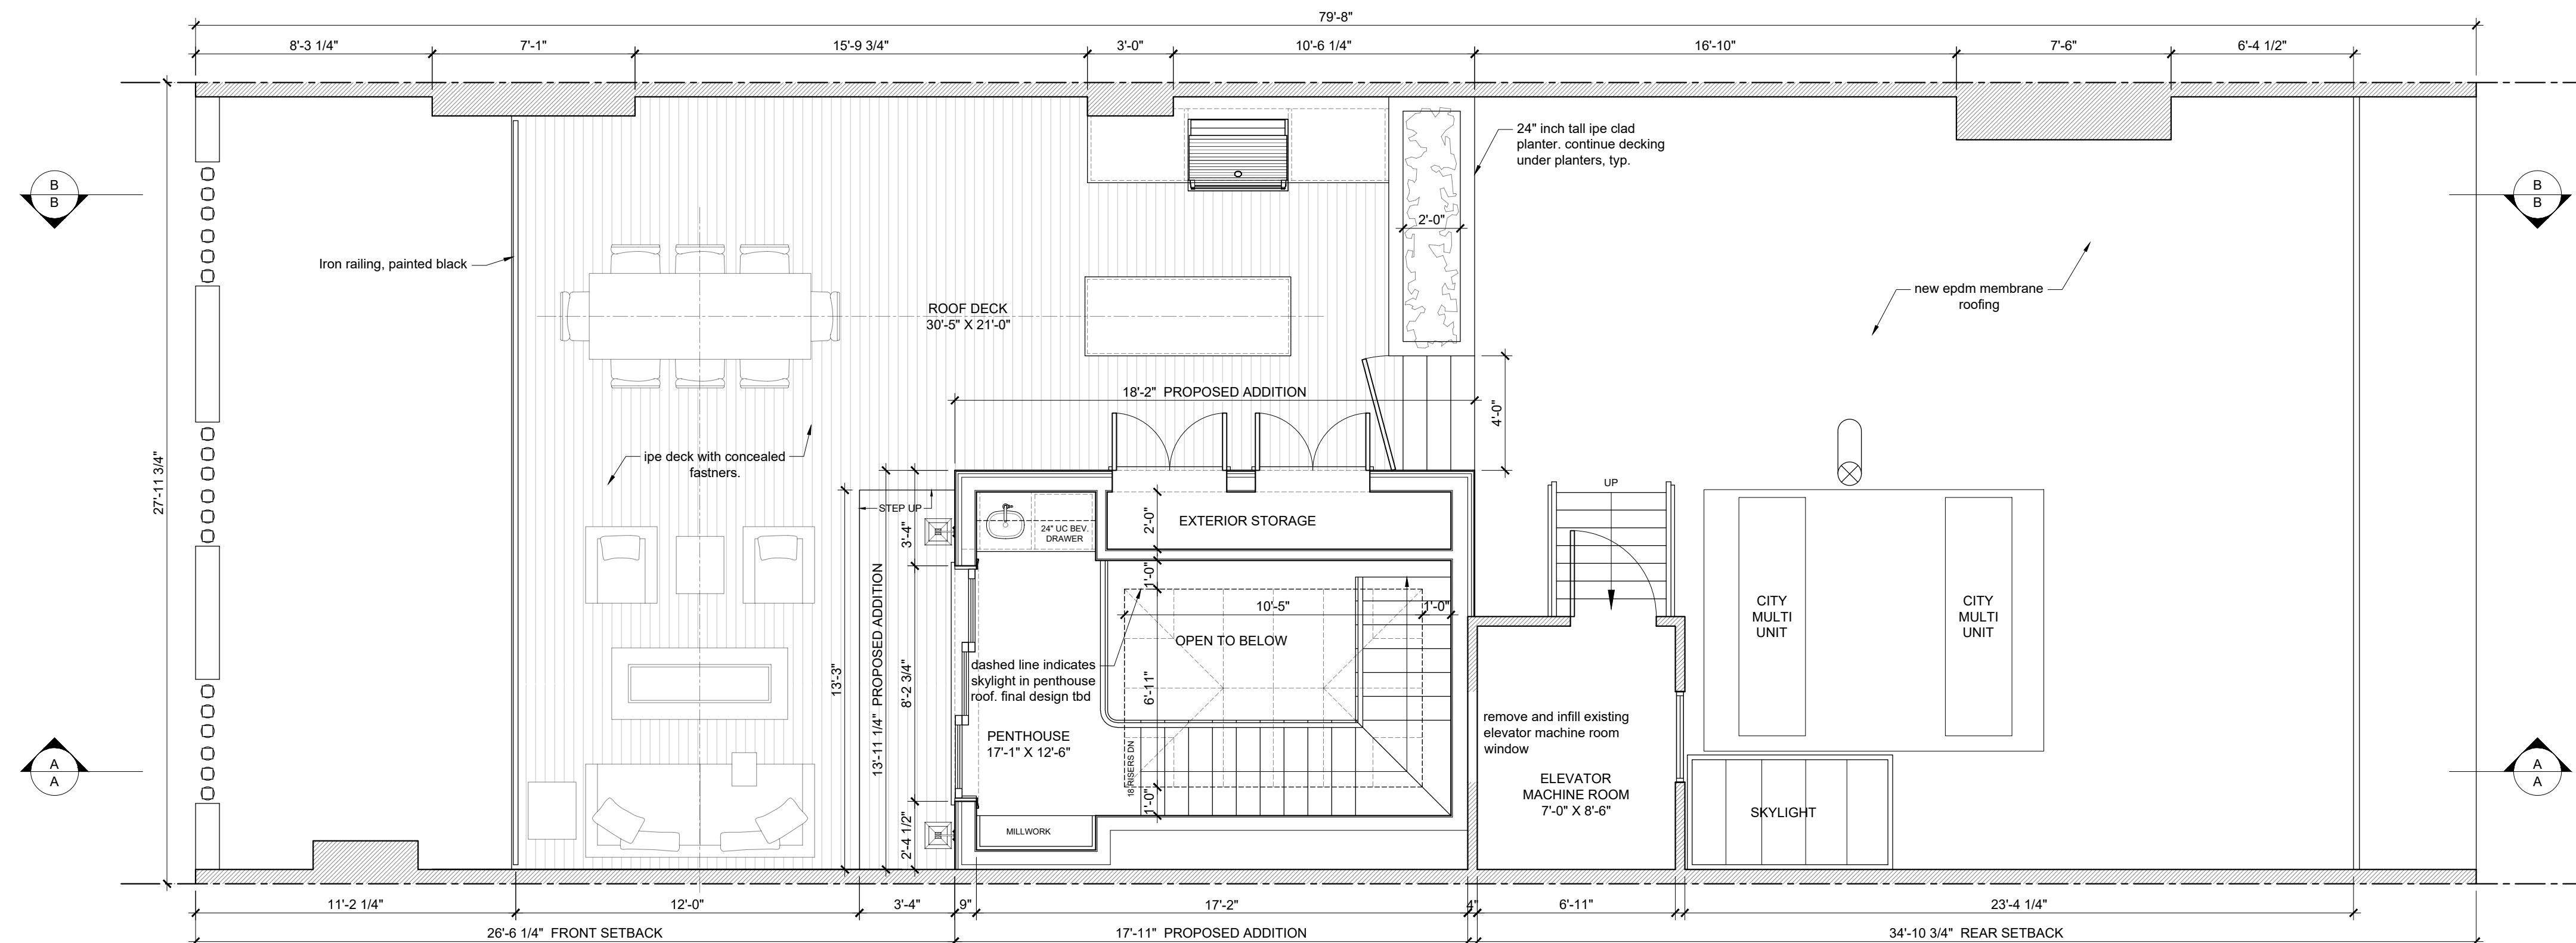 79'-8"
8'-3 1/4"
7'-1"
15'-9 3/4"
3'-0"
10'-6 1/4"
16'-10"
7'-6"
6'-4 1/2"
24" inch tall ipe clad
planter. continue decking
under planters, typ.
B
B
B
B
2'-0"
Iron railing, painted black
new epdm membrane
roofing
ROOF DECK
30'-5" X 21'-0"
18'-2" PROPOSED ADDITION
4'-0"
27'-11 3/4"
ipe deck with concealed
fastners.
UP
STEP UP
3'-4"
24" UC BEV.
DRAWER
2'-0"
EXTERIOR STORAGE
1'-0"
10'-5"
1'-0"
CITY
MULTI
UNIT
CITY
MULTI
UNIT
OPEN TO BELOW
13'-3"
13'-11 1/4" PROPOSED ADDITION
8'-2 3/4"
dashed line indicates
skylight in penthouse
roof. final design tbd
6'-11"
PENTHOUSE
17'-1" X 12'-6"
remove and infill existing
elevator machine room
window
A
A
A
A
18 RISERS DN
ELEVATOR
MACHINE ROOM
7'-0" X 8'-6"
1'-0"
SKYLIGHT
2'-4 1/2"
MILLWORK
11'-2 1/4"
12'-0"
3'-4"
9"
17'-2"
4"
6'-11"
23'-4 1/4"
26'-6 1/4" FRONT SETBACK
17'-11" PROPOSED ADDITION
34'-10 3/4" REAR SETBACK